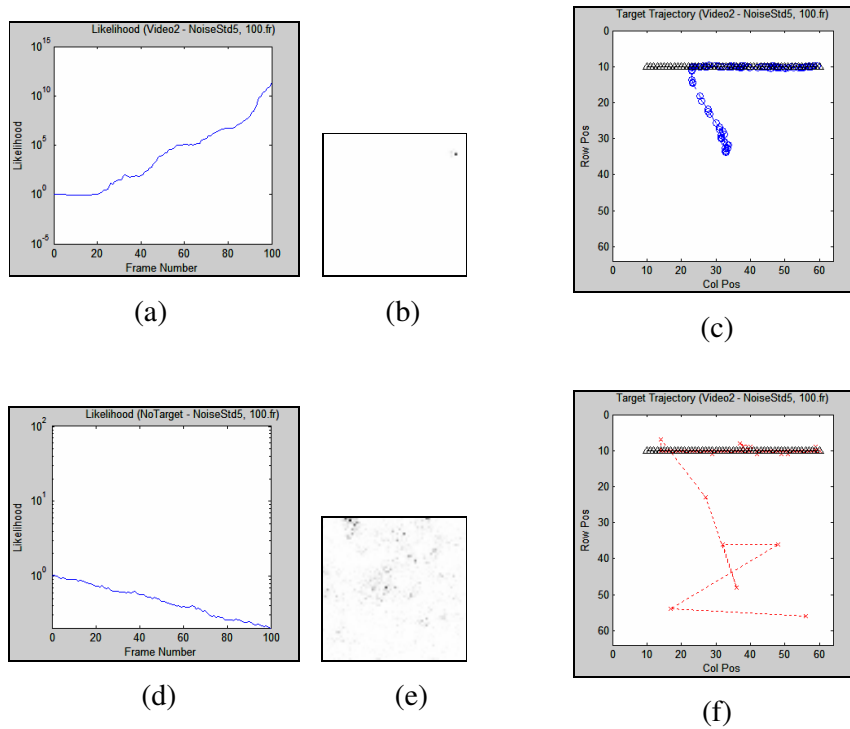 Likelihood (Video2 - NoiseStd5, 100.fr)
10^15
10^10
10^5
10^0
10^-5
Likelihood
0 20 40 60 80 100
Frame Number
(a)
(b)
Target Trajectory (Video2 - NoiseStd5, 100.fr)
0
10
20
30
40
50
60
Row Pos
0 10 20 30 40 50 60
Col Pos
(c)
Likelihood (NoTarget - NoiseStd5, 100.fr)
10^2
10^1
10^0
Likelihood
0 20 40 60 80 100
Frame Number
(d)
(e)
Target Trajectory (Video2 - NoiseStd5, 100.fr)
0
10
20
30
40
50
60
Row Pos
0 10 20 30 40 50 60
Col Pos
(f)